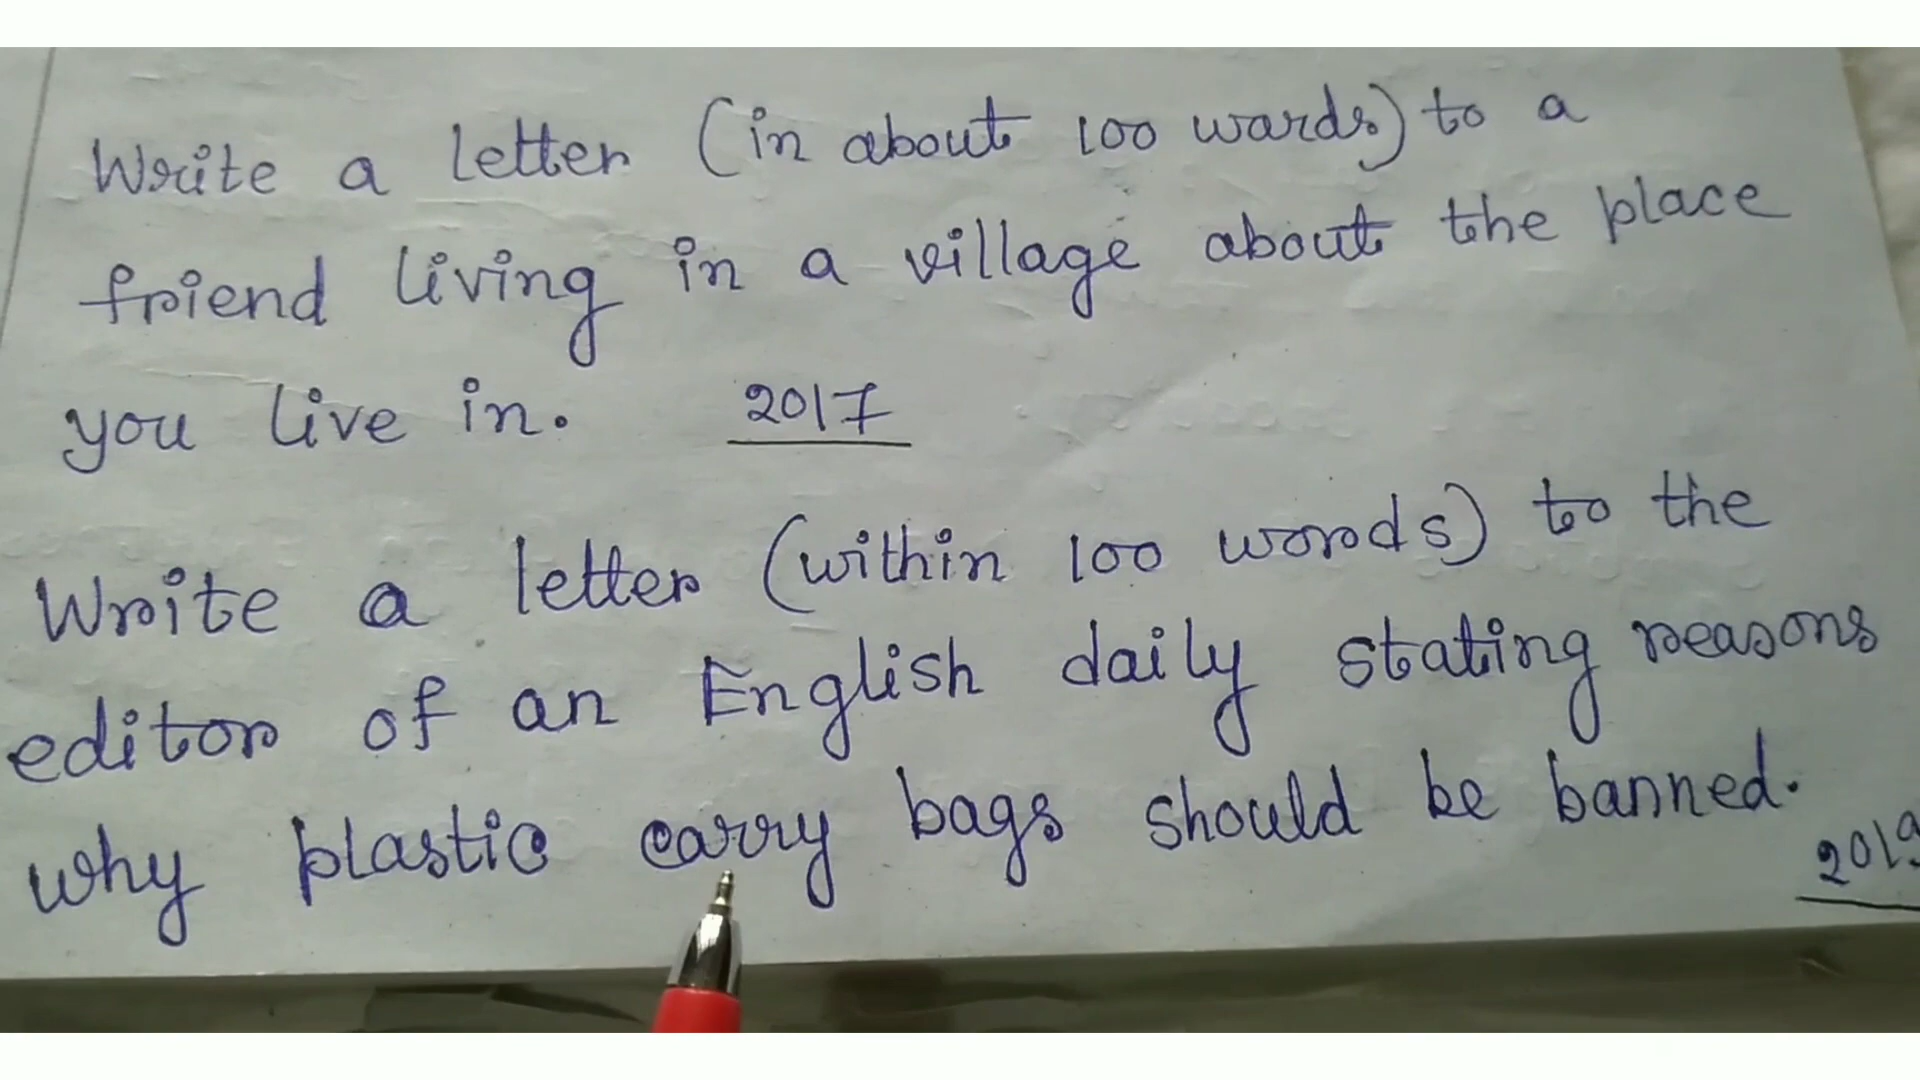 Write a letter (in about 100 wards) to a
friend living in a village about the place
you live in. 2017
Write a letter (within 100 words) to the
editor of an English daily stating reasons
why plastic carry bags should be banned.
2019